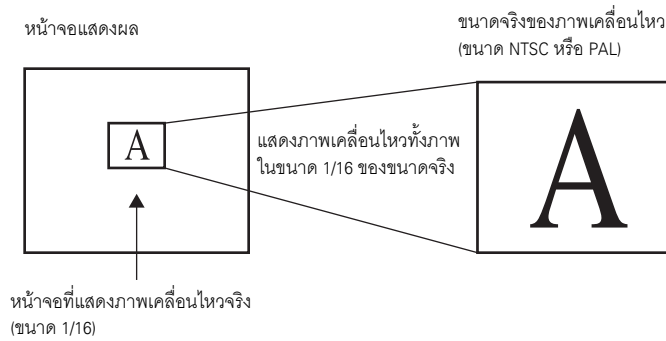 หน้าจอแสดงผล
ขนาดจริงของภาพเคลื่อนไหว
(ขนาด NTSC หรือ PAL)
A
แสดงภาพเคลื่อนไหวทั้งภาพ
ในขนาด 1/16 ของขนาดจริง
A
หน้าจอที่แสดงภาพเคลื่อนไหวจริง
(ขนาด 1/16)